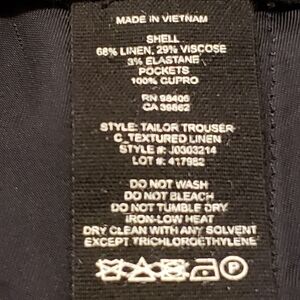 MADE IN VIETNAM
SHELL
68% LINEN, 29% VISCOSE
3% ELASTANE
POCKETS
100% CUPRO
RN 98406
CA 36862
STYLE: TAILOR TROUSER
C_TEXTURED LINEN
STYLE #: J0303214
LOT #: 417982
DO NOT WASH
DO NOT BLEACH
DO NOT TUMBLE DRY
IRON-LOW HEAT
DRY CLEAN WITH ANY SOLVENT
EXCEPT TRICHLOROETHYLENE
P